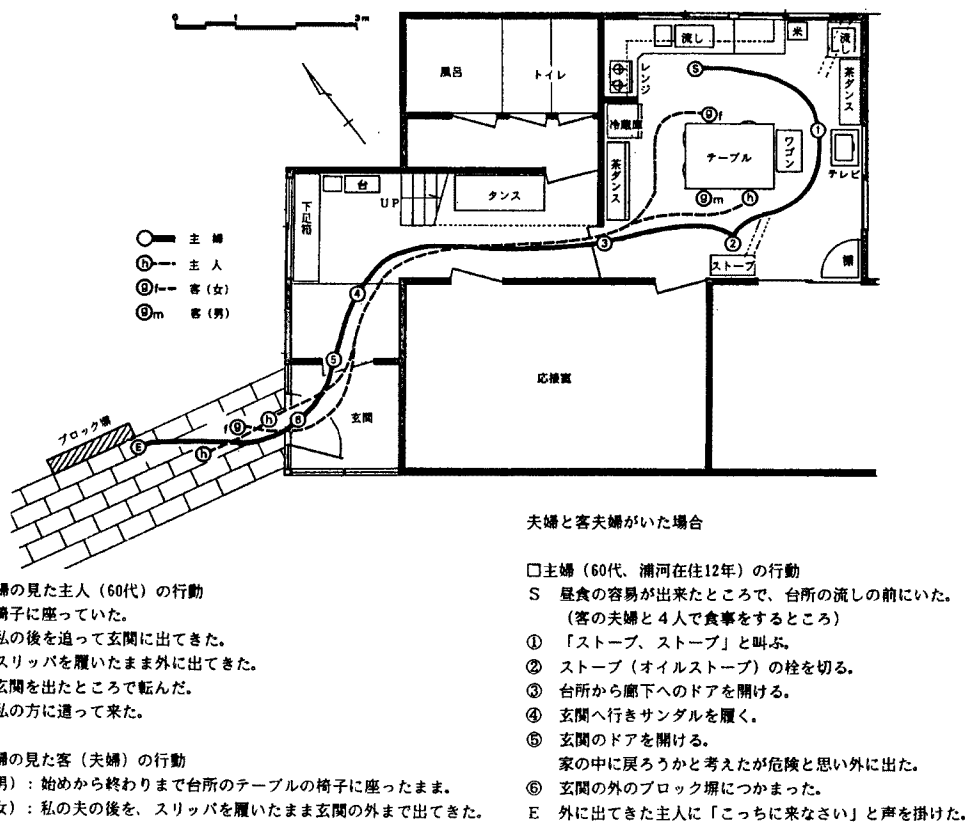 0 1 3m
流し
米
流し
S
レンジ
茶ダンス
風呂
トイレ
g f
冷蔵庫
1
テーブル
ワゴン
テレビ
茶ダンス
台
タンス
下足箱
UP
g m
h
主婦
h 主人
g f 客(女)
g m 客(男)
3
2
ストーブ
棚
4
5
応接室
h
玄関
6
f g
ブロック塀
E
h
夫婦と客夫婦がいた場合
婦の見た主人(60代)の行動
椅子に座っていた。
私の後を追って玄関に出てきた。
スリッパを履いたまま外に出てきた。
玄関を出たところで転んだ。
私の方に這って来た。
婦の見た客(夫婦)の行動
男):始めから終わりまで台所のテーブルの椅子に座ったまま。
女):私の夫の後を、スリッパを履いたまま玄関の外まで出てきた。
□主婦(60代、浦河在住12年)の行動
S 昼食の容易が出来たところで、台所の流しの前にいた。
(客の夫婦と4人で食事をするところ)
① 「ストーブ、ストーブ」と叫ぶ。
② ストーブ(オイルストーブ)の栓を切る。
③ 台所から廊下へのドアを開ける。
④ 玄関へ行きサンダルを履く。
⑤ 玄関のドアを開ける。
家の中に戻ろうかと考えたが危険と思い外に出た。
⑥ 玄関の外のブロック塀につかまった。
E 外に出てきた主人に「こっちに来なさい」と声を掛けた。